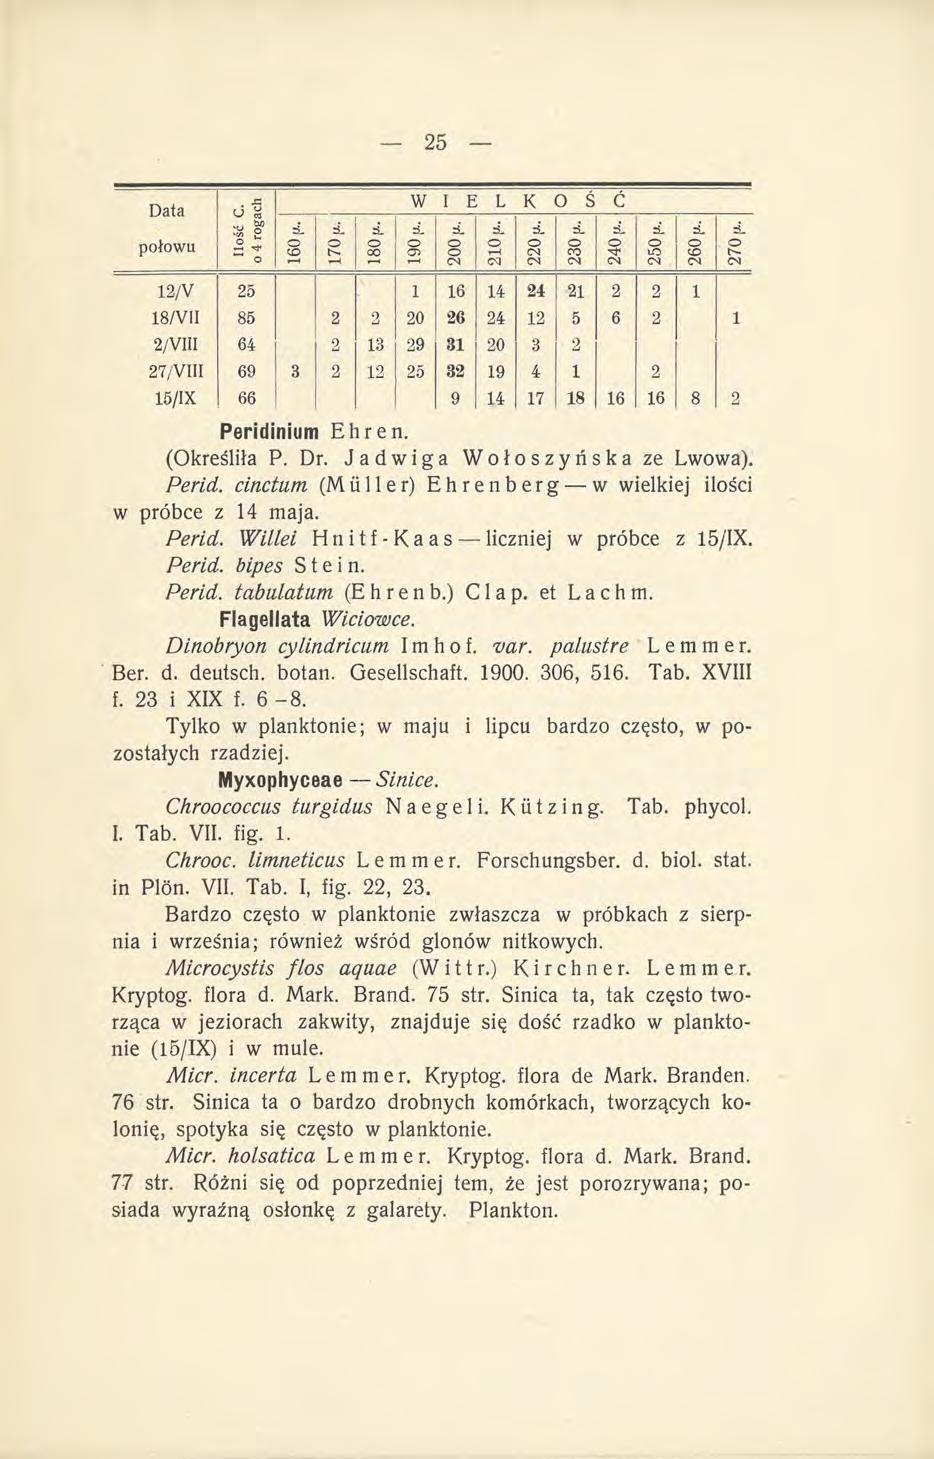 — 25 —
Data połowu | Ilość C. o 4 rogach | WIELKOŚĆ
160 µ. | 170 µ. | 180 µ. | 190 µ. | 200 µ. | 210 µ. | 220 µ. | 230 µ. | 240 µ. | 250 µ. | 260 µ. | 270 µ.
12/V 25 1 16 14 24 21 2 2 1
18/VII 85 2 2 20 26 24 12 5 6 2 1
2/VIII 64 2 13 29 31 20 3 2
27/VIII 69 3 2 12 25 32 19 4 1 2
15/IX 66 9 14 17 18 16 16 8 2
Peridinium Ehren.
(Określiła P. Dr. Jadwiga Wołoszyńska ze Lwowa).
Perid. cinctum (Müller) Ehrenberg — w wielkiej ilości
w próbce z 14 maja.
Perid. Willei Hnitf-Kaas — liczniej w próbce z 15/IX.
Perid. bipes Stein.
Perid. tabulatum (Ehrenb.) Clap. et Lachm.
Flagellata Wiciowce.
Dinobryon cylindricum Imhof. var. palustre Lemmer.
Ber. d. deutsch. botan. Gesellschaft. 1900. 306, 516. Tab. XVIII
f. 23 i XIX f. 6–8.
Tylko w planktonie; w maju i lipcu bardzo często, w po-
zostałych rzadziej.
Myxophyceae — Sinice.
Chroococcus turgidus Naegeli. Kützing. Tab. phycol.
I. Tab. VII. fig. 1.
Chrooc. limneticus Lemmer. Forschungsber. d. biol. stat.
in Plön. VII. Tab. I, fig. 22, 23.
Bardzo często w planktonie zwłaszcza w próbkach z sierp-
nia i września; również wśród glonów nitkowych.
Microcystis flos aquae (Wittr.) Kirchner. Lemmer.
Kryptog. flora d. Mark. Brand. 75 str. Sinica ta, tak często two-
rząca w jeziorach zakwity, znajduje się dość rzadko w plankto-
nie (15/IX) i w mule.
Micr. incerta Lemmer. Kryptog. flora de Mark. Branden.
76 str. Sinica ta o bardzo drobnych komórkach, tworzących ko-
lonię, spotyka się często w planktonie.
Micr. holsatica Lemmer. Kryptog. flora d. Mark. Brand.
77 str. Różni się od poprzedniej tem, że jest porozrywana; po-
siada wyraźną osłonkę z galarety. Plankton.